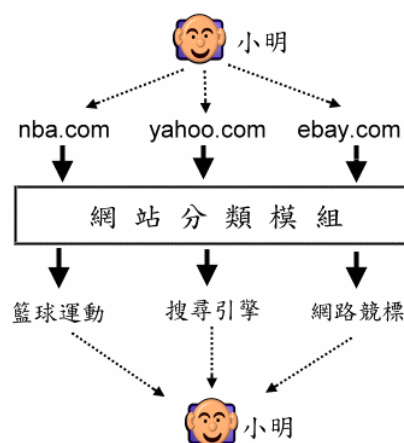 小明
nba.com yahoo.com ebay.com
網站分類模組
籃球運動 搜尋引擎 網路競標
小明